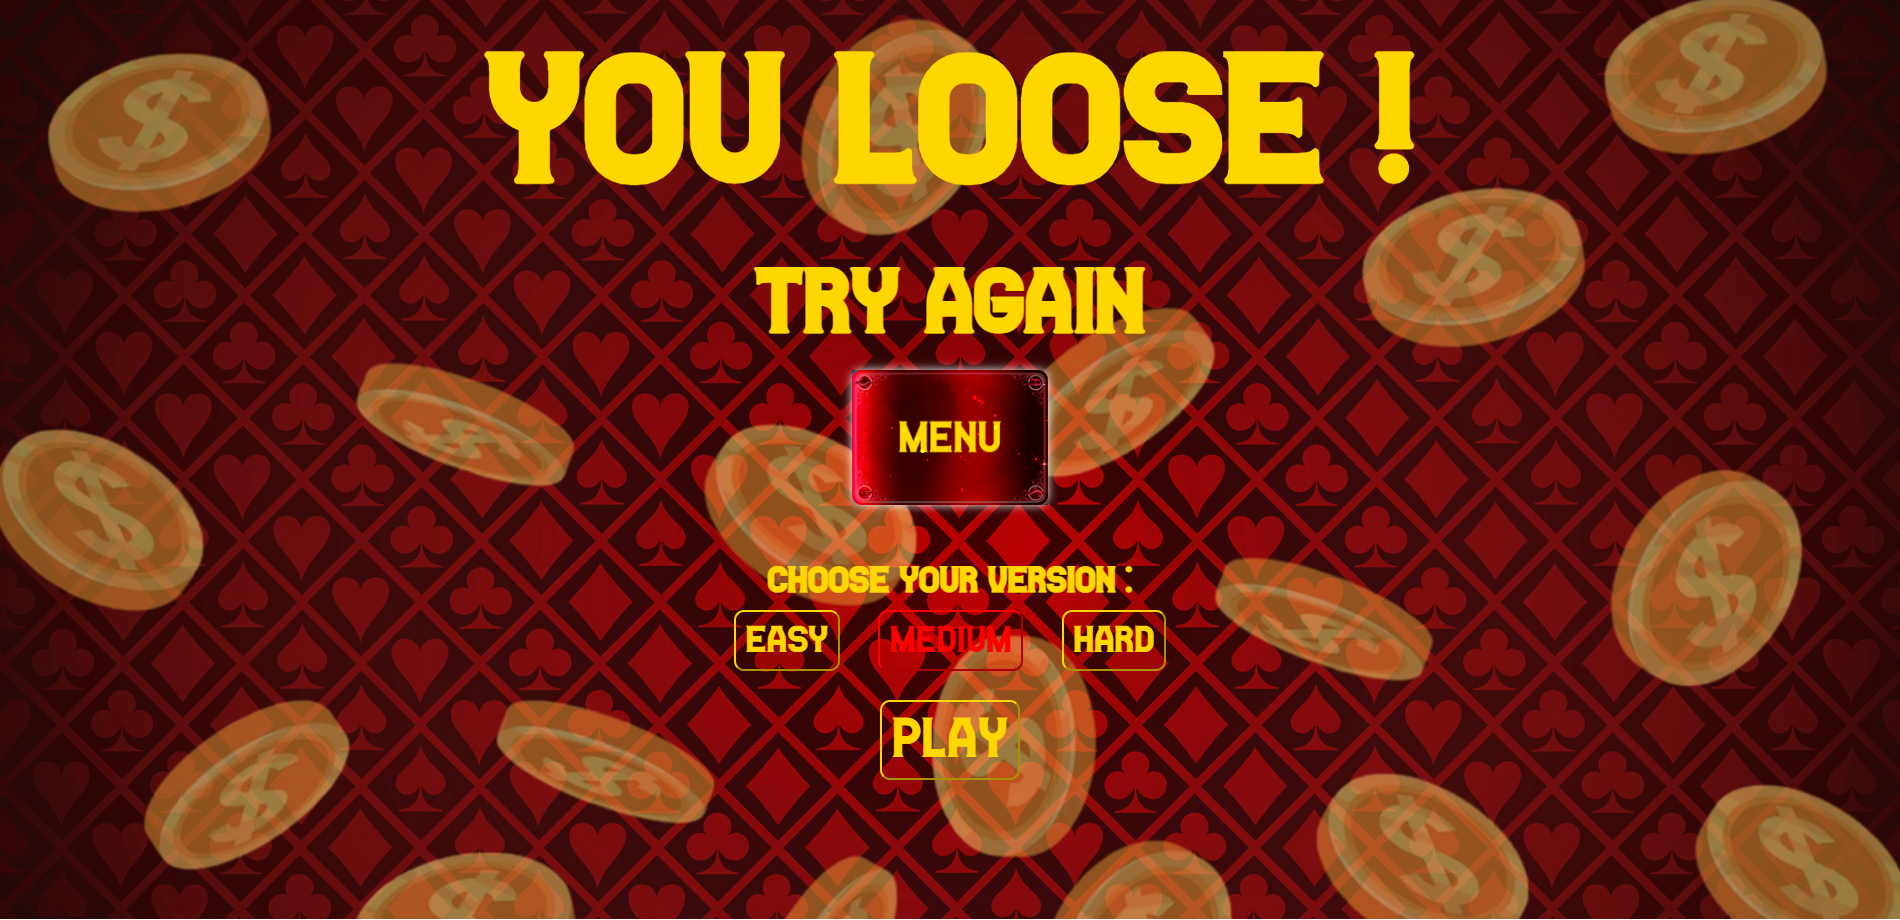 YOU LOOSE !
TRY AGAIN
MENU
CHOOSE YOUR VERSION :
EASY MEDIUM HARD
PLAY